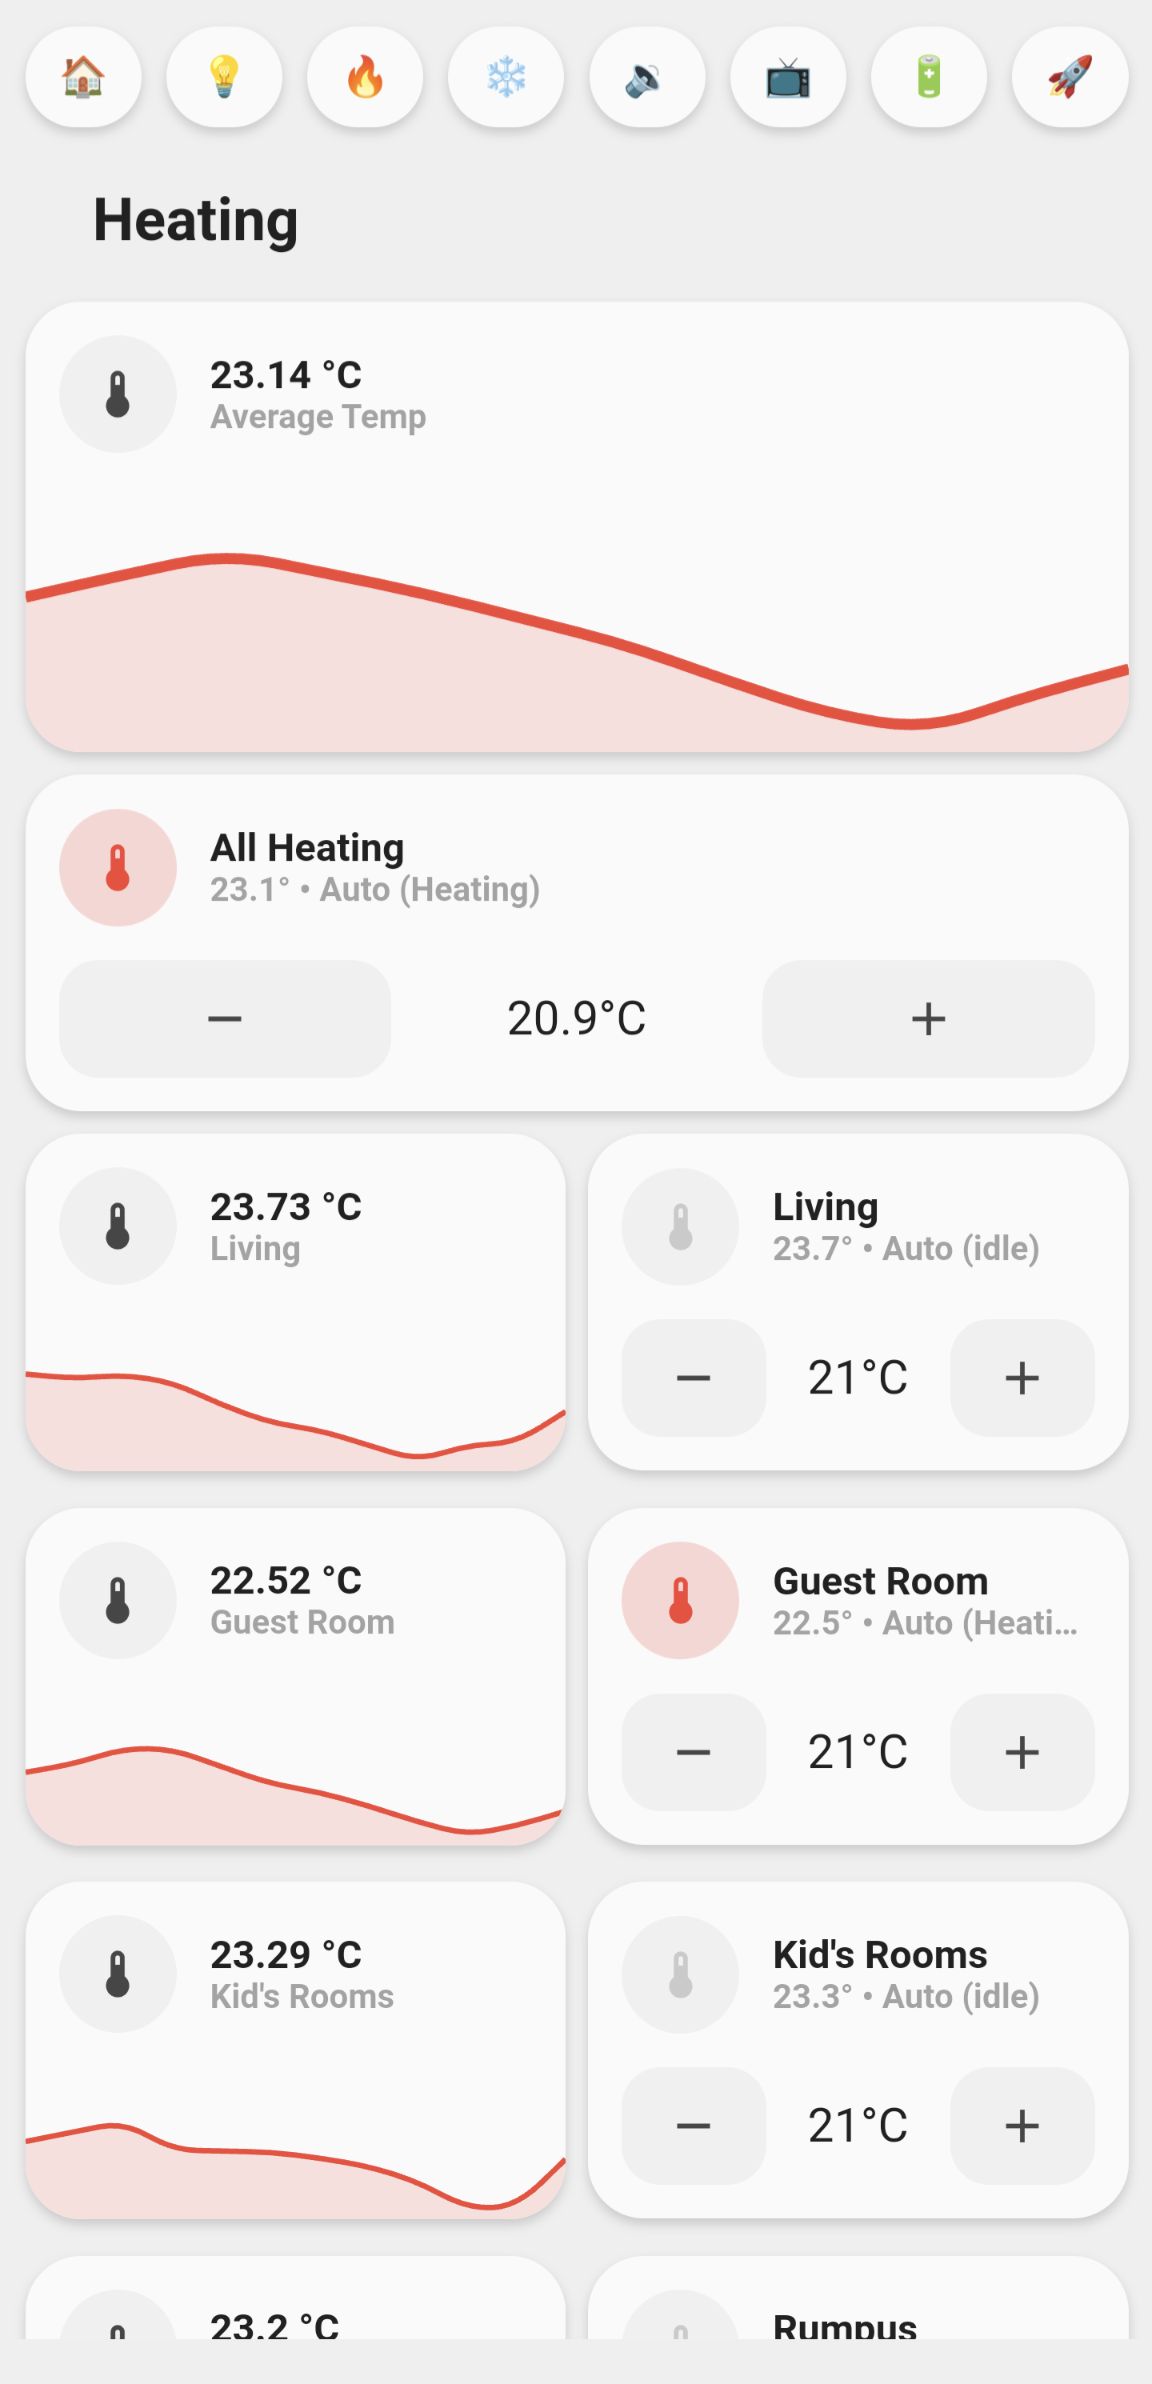 Heating
23.14 °C
Average Temp
All Heating
23.1° • Auto (Heating)
− 20.9°C +
23.73 °C
Living
Living
23.7° • Auto (idle)
− 21°C +
22.52 °C
Guest Room
Guest Room
22.5° • Auto (Heati...
− 21°C +
23.29 °C
Kid's Rooms
Kid's Rooms
23.3° • Auto (idle)
− 21°C +
23.2 °C
Rumpus